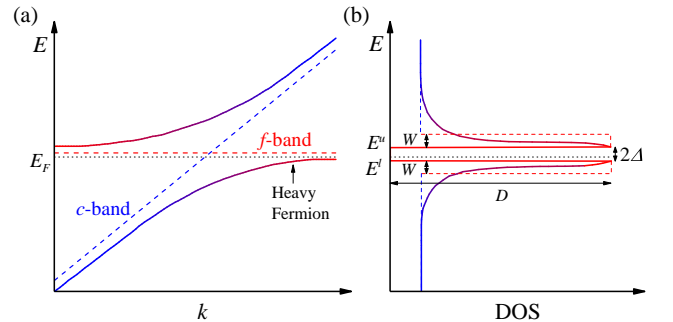 (a)
E
f-band
E_F
c-band
Heavy
Fermion
k
(b)
E
E^u
W
E^l
W
2Δ
D
DOS